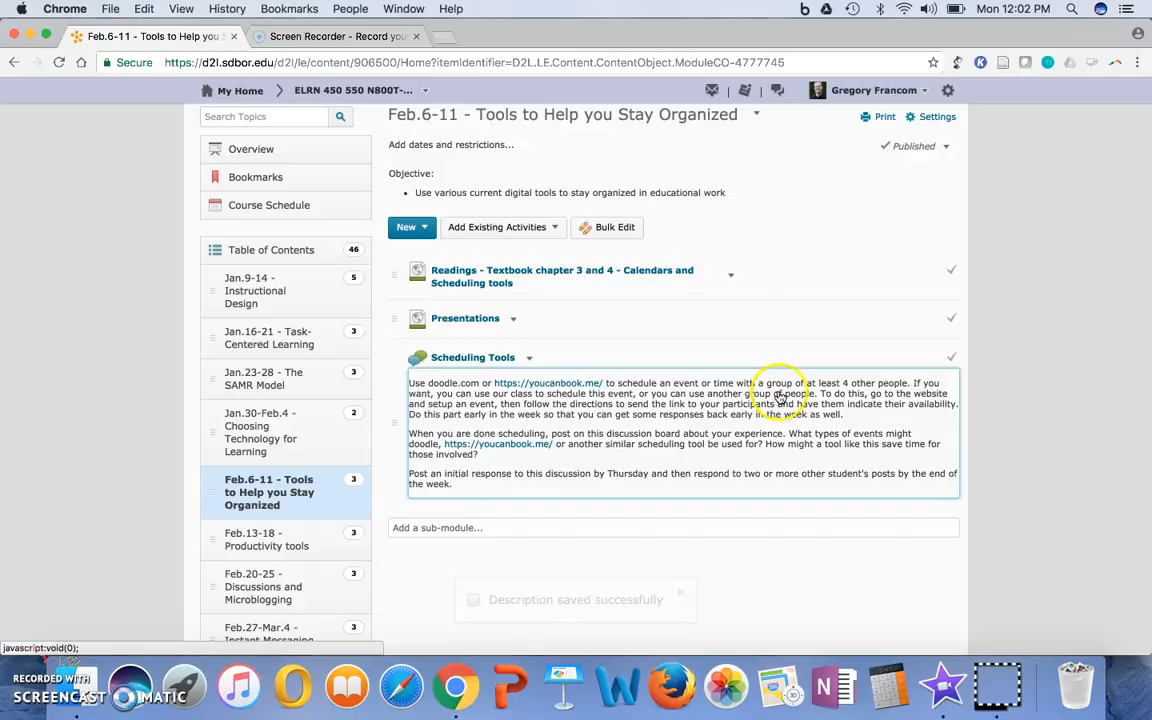 Chrome File Edit View History Bookmarks People Window Help Mon 12:02 PM
Feb.6-11 - Tools to Help you S
Screen Recorder - Record you
Secure https://d2l.sdbor.edu/d2l/le/content/906500/Home?itemIdentifier=D2L.LE.Content.ContentObject.ModuleCO-4777745
My Home ELRN 450 550 N800T-... Gregory Francom
Search Topics
Feb.6-11 - Tools to Help you Stay Organized
Print Settings
Add dates and restrictions...
Published
Overview
Bookmarks
Course Schedule
Objective:
Use various current digital tools to stay organized in educational work
New Add Existing Activities Bulk Edit
Table of Contents 46
Jan.9-14 - 5
Instructional
Design
Jan.16-21 - Task- 3
Centered Learning
Jan.23-28 - The 3
SAMR Model
Jan.30-Feb.4 - 2
Choosing
Technology for
Learning
Feb.6-11 - Tools 3
to Help you Stay
Organized
Feb.13-18 - 3
Productivity tools
Feb.20-25 - 3
Discussions and
Microblogging
Feb.27-Mar.4 - 3
Instant Messaging
Readings - Textbook chapter 3 and 4 - Calendars and
Scheduling tools
Presentations
Scheduling Tools
Use doodle.com or https://youcanbook.me/ to schedule an event or time with a group of at least 4 other people. If you
want, you can use our class to schedule this event, or you can use another group of people. To do this, go to the website
and setup an event, then follow the directions to send the link to your participants and have them indicate their availability.
Do this part early in the week so that you can get some responses back early in the week as well.
When you are done scheduling, post on this discussion board about your experience. What types of events might
doodle, https://youcanbook.me/ or another similar scheduling tool be used for? How might a tool like this save time for
those involved?
Post an initial response to this discussion by Thursday and then respond to two or more other student's posts by the end of
the week.
Add a sub-module...
Description saved successfully
javascript:void(0);
RECORDED WITH
SCREENCAST MATIC